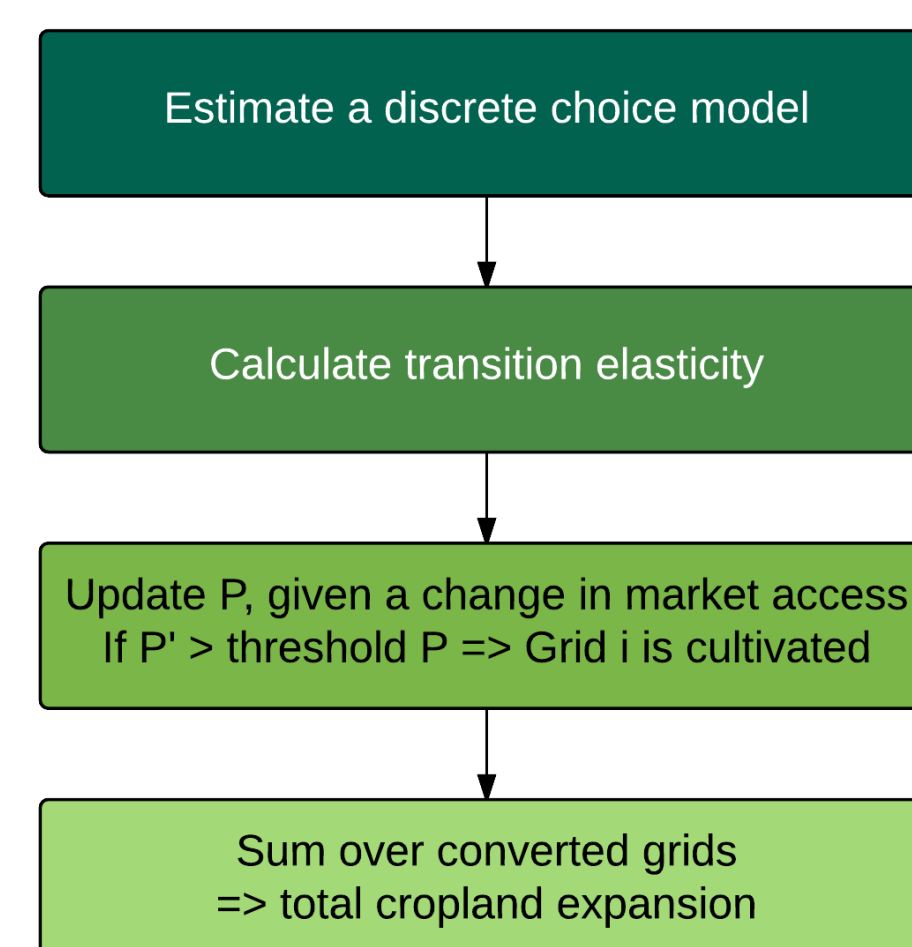 Estimate a discrete choice model
Calculate transition elasticity
Update P, given a change in market access
If P' > threshold P => Grid i is cultivated
Sum over converted grids
=> total cropland expansion